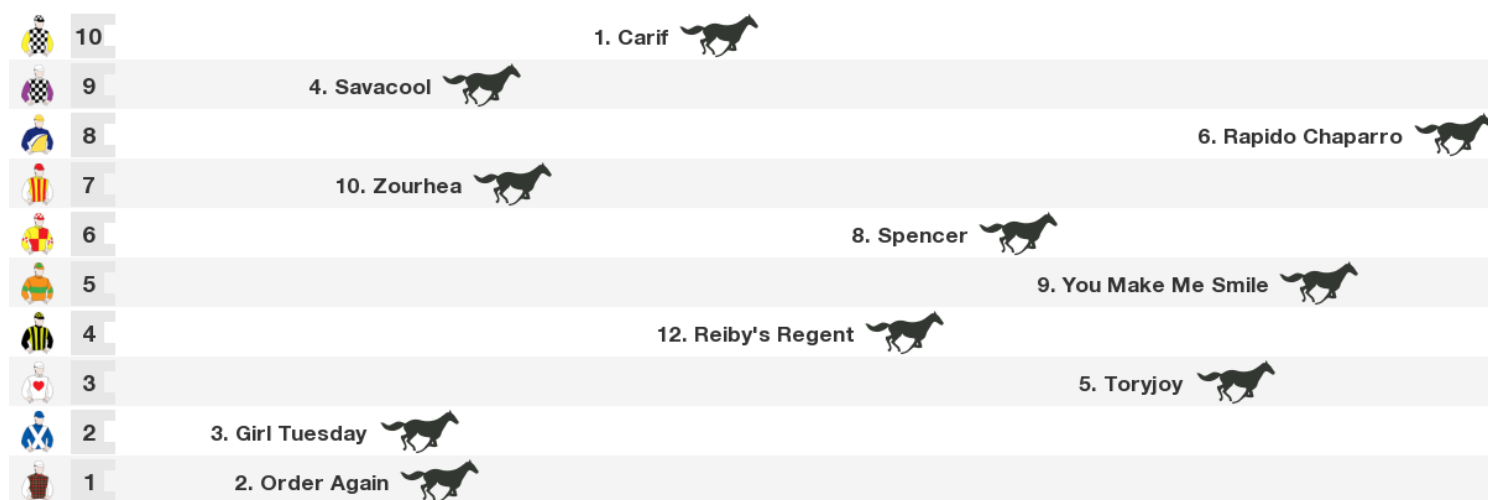 10 1. Carif
9 4. Savacool
8 6. Rapido Chaparro
7 10. Zourhea
6 8. Spencer
5 9. You Make Me Smile
4 12. Reiby's Regent
3 5. Toryjoy
2 3. Girl Tuesday
1 2. Order Again